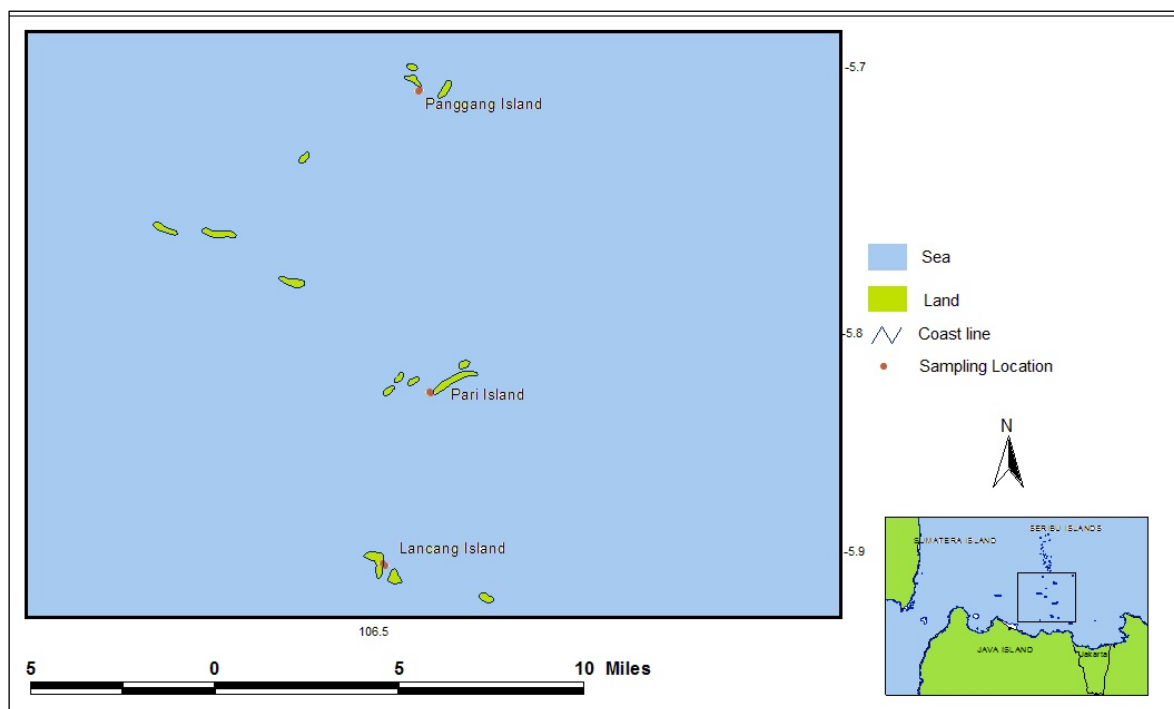 -5.7
Panggang Island
Sea
Land
-5.8
Coast line
Sampling Location
Pari Island
N
SERIBU ISLANDS
SUMATERA ISLAND
Lancang Island
-5.9
106.5
JAVA ISLAND
Jakarta
5 0 5 10 Miles